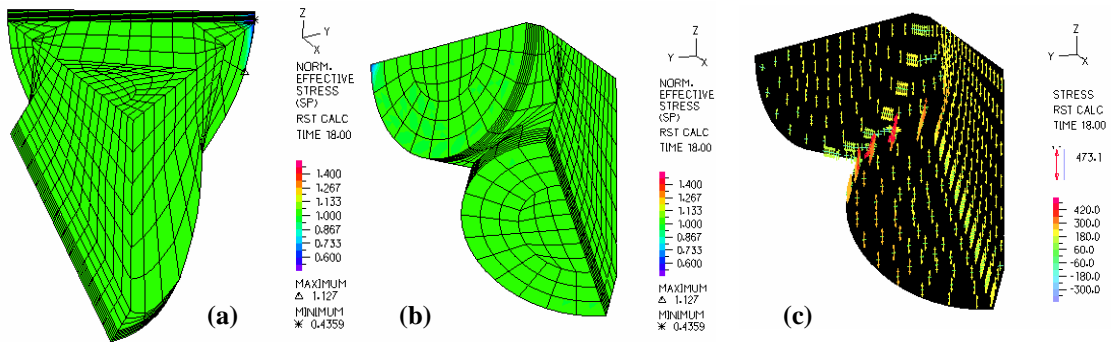 Z
Y
X
NORM.
EFFECTIVE
STRESS
(SP)
RST CALC
TIME 18.00
1.400
1.267
1.133
1.000
0.867
0.733
0.600
MAXIMUM
Δ 1.127
MINIMUM
✳ 0.4359
(a)
Z
Y
X
NORM.
EFFECTIVE
STRESS
(SP)
RST CALC
TIME 18.00
1.400
1.267
1.133
1.000
0.867
0.733
0.600
MAXIMUM
Δ 1.127
MINIMUM
✳ 0.4359
(b)
Z
Y
X
STRESS
RST CALC
TIME 18.00
473.1
420.0
300.0
180.0
60.0
-60.0
-180.0
-300.0
(c)